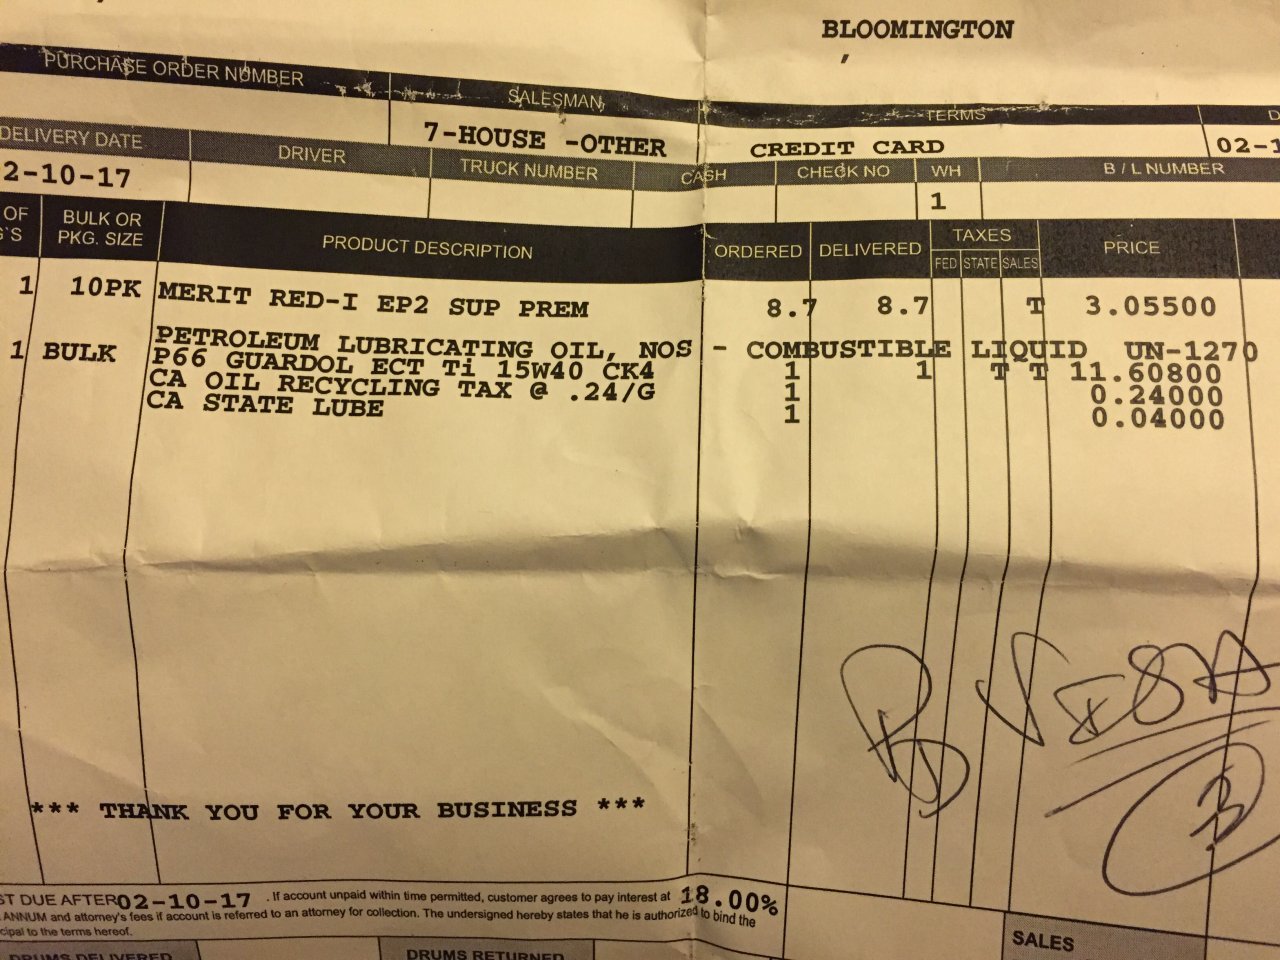 BLOOMINGTON
,
PURCHASE ORDER NUMBER SALESMAN TERMS
7-HOUSE -OTHER CREDIT CARD 02-1
DELIVERY DATE DRIVER TRUCK NUMBER CASH CHECK NO WH B / L NUMBER
2-10-17 1
OF BULK OR PKG. SIZE PRODUCT DESCRIPTION ORDERED DELIVERED TAXES PRICE
FED STATE SALES
1 10PK MERIT RED-I EP2 SUP PREM 8.7 8.7 T 3.05500
PETROLEUM LUBRICATING OIL, NOS - COMBUSTIBLE LIQUID UN-1270
1 BULK P66 GUARDOL ECT Ti 15W40 CK4 1 1 T T 11.60800
CA OIL RECYCLING TAX @ .24/G 1 0.24000
CA STATE LUBE 1 0.04000
VISA
3
*** THANK YOU FOR YOUR BUSINESS ***
DUE AFTER 02-10-17 . If account unpaid within time permitted, customer agrees to pay interest at 18.00%
ANNUM and attorney's fees if account is referred to an attorney for collection. The undersigned hereby states that he is authorized to bind the
to the terms hereof.
SALES
DRUMS DELIVERED DRUMS RETURNED